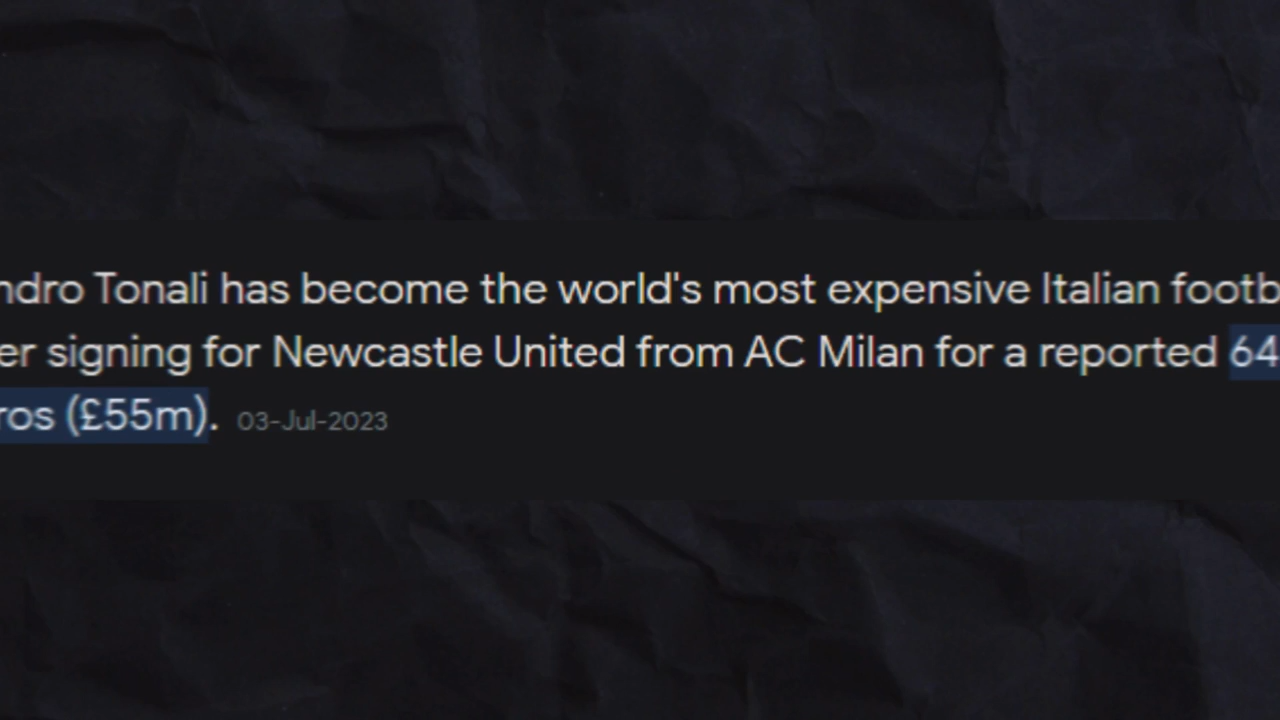 ndro Tonali has become the world's most expensive Italian footb
er signing for Newcastle United from AC Milan for a reported 64
ros (£55m). 03-Jul-2023